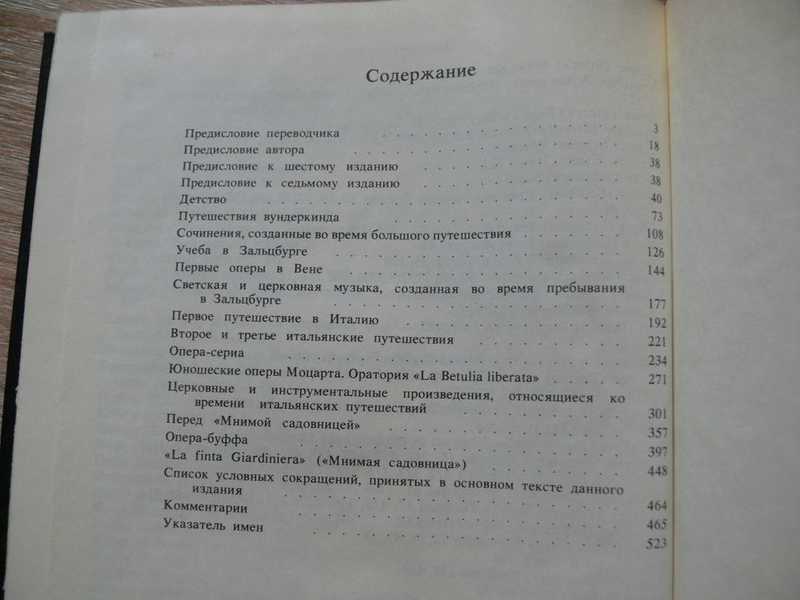 Содержание
Предисловие переводчика . . . . . . . . . . . . 3
Предисловие автора . . . . . . . . . . . . 18
Предисловие к шестому изданию . . . . . . . . . . 38
Предисловие к седьмому изданию . . . . . . . . . . 38
Детство . . . . . . . . . . . . . . . . 40
Путешествия вундеркинда . . . . . . . . . . . 73
Сочинения, созданные во время большого путешествия . . . . . 108
Учеба в Зальцбурге . . . . . . . . . . . . . 126
Первые оперы в Вене . . . . . . . . . . . . 144
Светская и церковная музыка, созданная во время пребывания
в Зальцбурге . . . . . . . . . . . . . 177
Первое путешествие в Италию . . . . . . . . . . 192
Второе и третье итальянские путешествия . . . . . . . 221
Опера-сериа . . . . . . . . . . . . . . . 234
Юношеские оперы Моцарта. Оратория «La Betulia liberata» . . . . . 271
Церковные и инструментальные произведения, относящиеся ко
времени итальянских путешествий . . . . . . . . 301
Перед «Мнимой садовницей» . . . . . . . . . . . 357
Опера-буффа . . . . . . . . . . . . . . . 397
«La finta Giardiniera» («Мнимая садовница») . . . . . . . 448
Список условных сокращений, принятых в основном тексте данного
издания . . . . . . . . . . . . . . . 464
Комментарии . . . . . . . . . . . . . . 465
Указатель имен . . . . . . . . . . . . . . 523